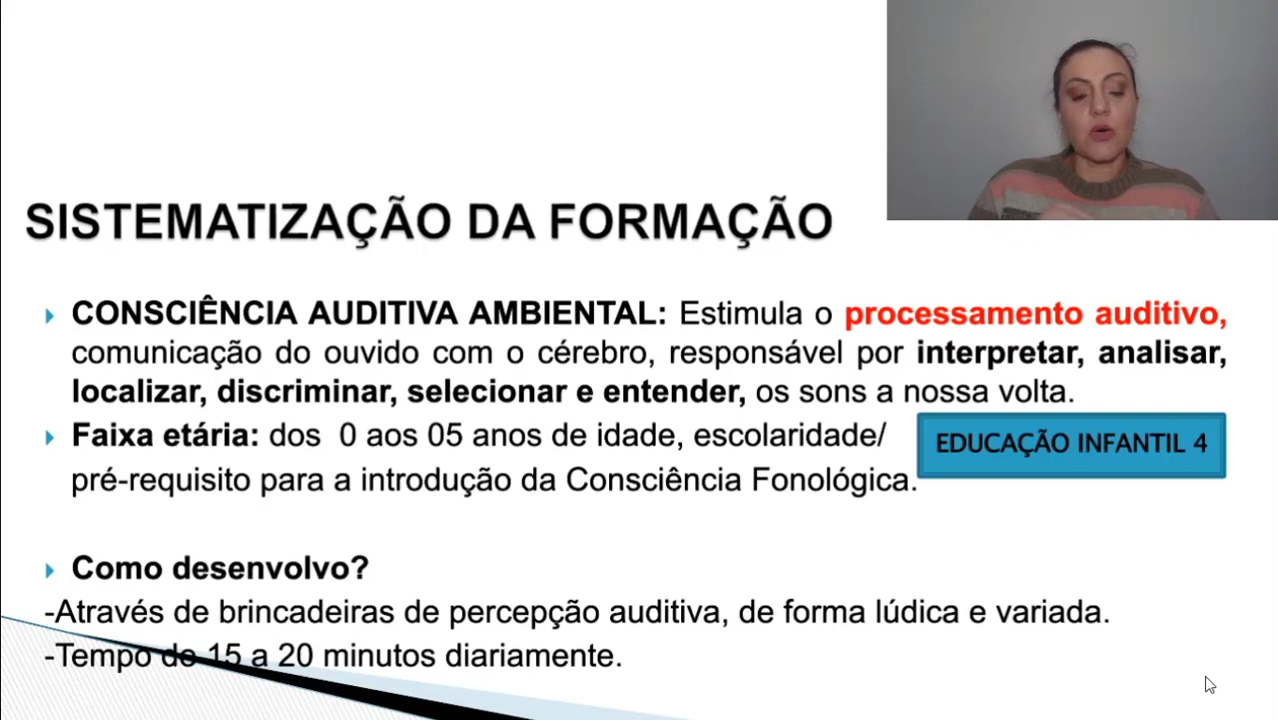 SISTEMATIZAÇÃO DA FORMAÇÃO
CONSCIÊNCIA AUDITIVA AMBIENTAL: Estimula o processamento auditivo,
comunicação do ouvido com o cérebro, responsável por interpretar, analisar,
localizar, discriminar, selecionar e entender, os sons a nossa volta.
Faixa etária: dos 0 aos 05 anos de idade, escolaridade/
EDUCAÇÃO INFANTIL 4
pré-requisito para a introdução da Consciência Fonológica.
Como desenvolvo?
-Através de brincadeiras de percepção auditiva, de forma lúdica e variada.
-Tempo de 15 a 20 minutos diariamente.